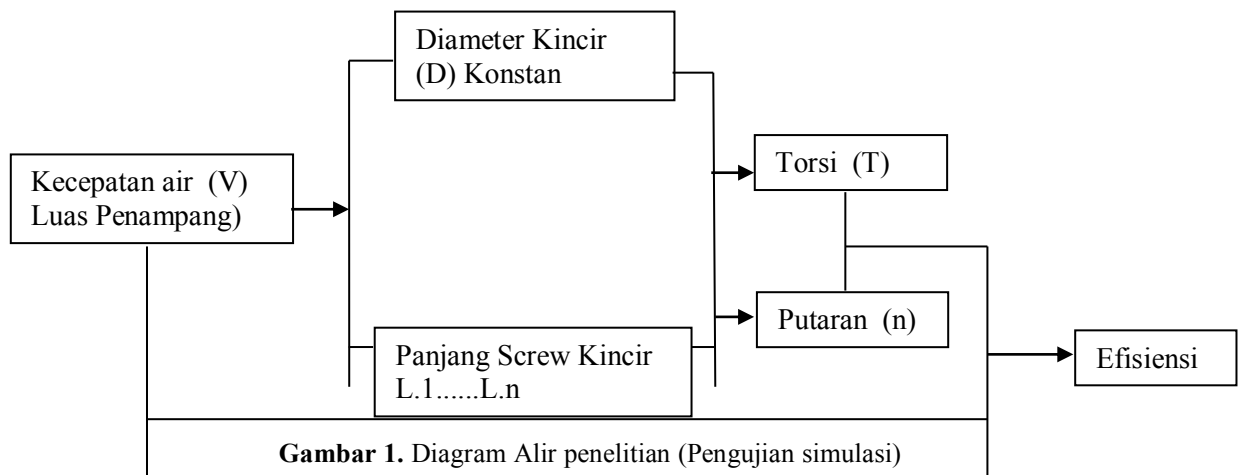 Diameter Kincir
(D) Konstan
Kecepatan air (V)
Luas Penampang)
Torsi (T)
Putaran (n)
Panjang Screw Kincir
L.1......L.n
Efisiensi
Gambar 1. Diagram Alir penelitian (Pengujian simulasi)